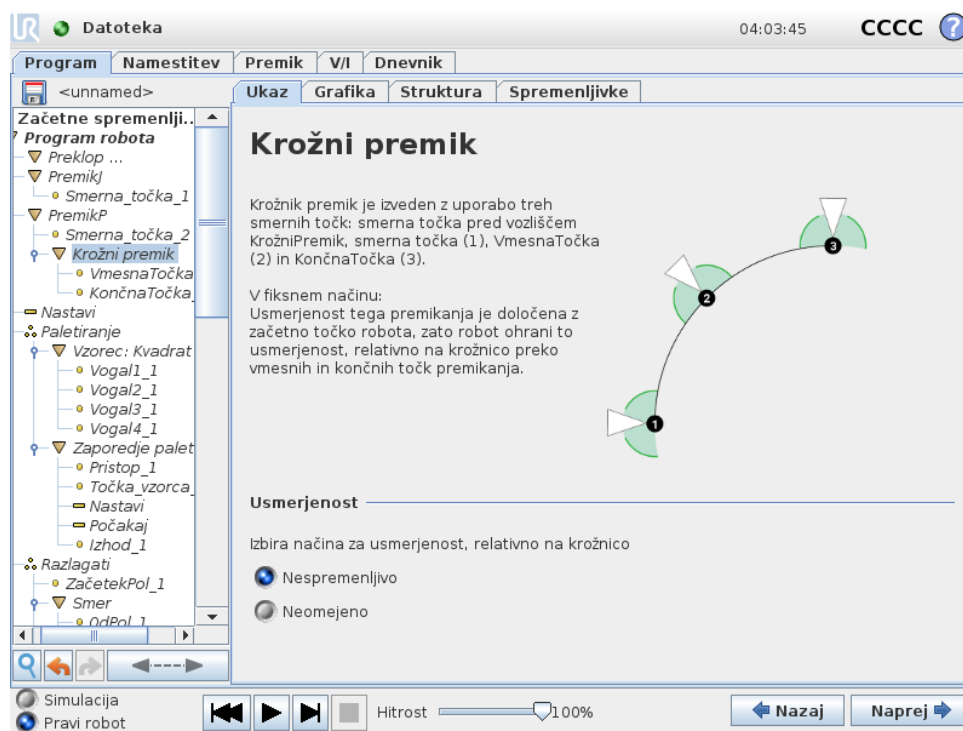 UR Datoteka 04:03:45 CCCC ?
Program Namestitev Premik V/I Dnevnik
<unnamed>
Ukaz Grafika Struktura Spremenljivke
Začetne spremenlji..
Program robota
Preklop ...
PremikJ
Smerna_točka_1
PremikP
Smerna_točka_2
Krožni premik
VmesnaTočka
KončnaTočka_
Nastavi
Paletiranje
Vzorec: Kvadrat
Vogal1_1
Vogal2_1
Vogal3_1
Vogal4_1
Zaporedje palet
Pristop_1
Točka_vzorca_
Nastavi
Počakaj
Izhod_1
Razlagati
ZačetekPol_1
Smer
OdPol_1
Krožni premik
Krožnik premik je izveden z uporabo treh
smernih točk: smerna točka pred vozliščem
KrožniPremik, smerna točka (1), VmesnaTočka
(2) in KončnaTočka (3).
V fiksnem načinu:
Usmerjenost tega premikanja je določena z
začetno točko robota, zato robot ohrani to
usmerjenost, relativno na krožnico preko
vmesnih in končnih točk premikanja.
3
2
1
Usmerjenost
Izbira načina za usmerjenost, relativno na krožnico
Nespremenljivo
Neomejeno
Simulacija
Pravi robot
Hitrost 100%
Nazaj Naprej